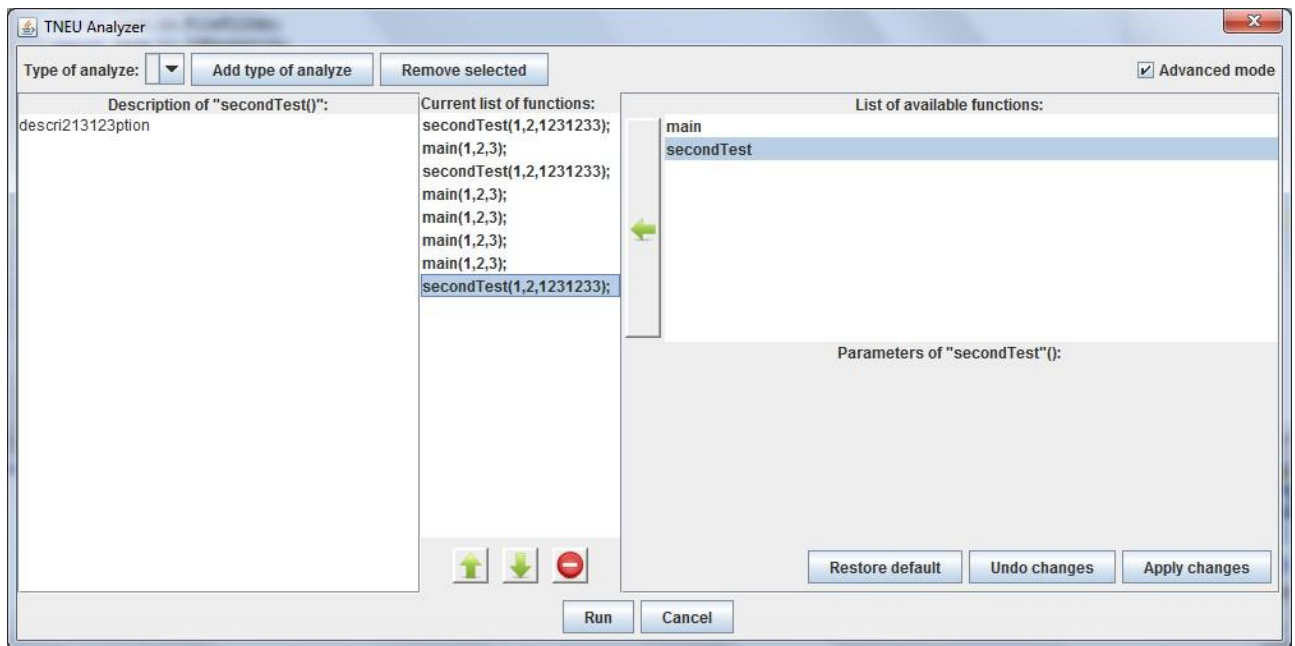 TNEU Analyzer
Type of analyze: Add type of analyze Remove selected Advanced mode
Description of "secondTest()":
descri213123ption
Current list of functions:
secondTest(1,2,1231233);
main(1,2,3);
secondTest(1,2,1231233);
main(1,2,3);
main(1,2,3);
main(1,2,3);
main(1,2,3);
secondTest(1,2,1231233);
List of available functions:
main
secondTest
Parameters of "secondTest"():
Restore default Undo changes Apply changes
Run Cancel